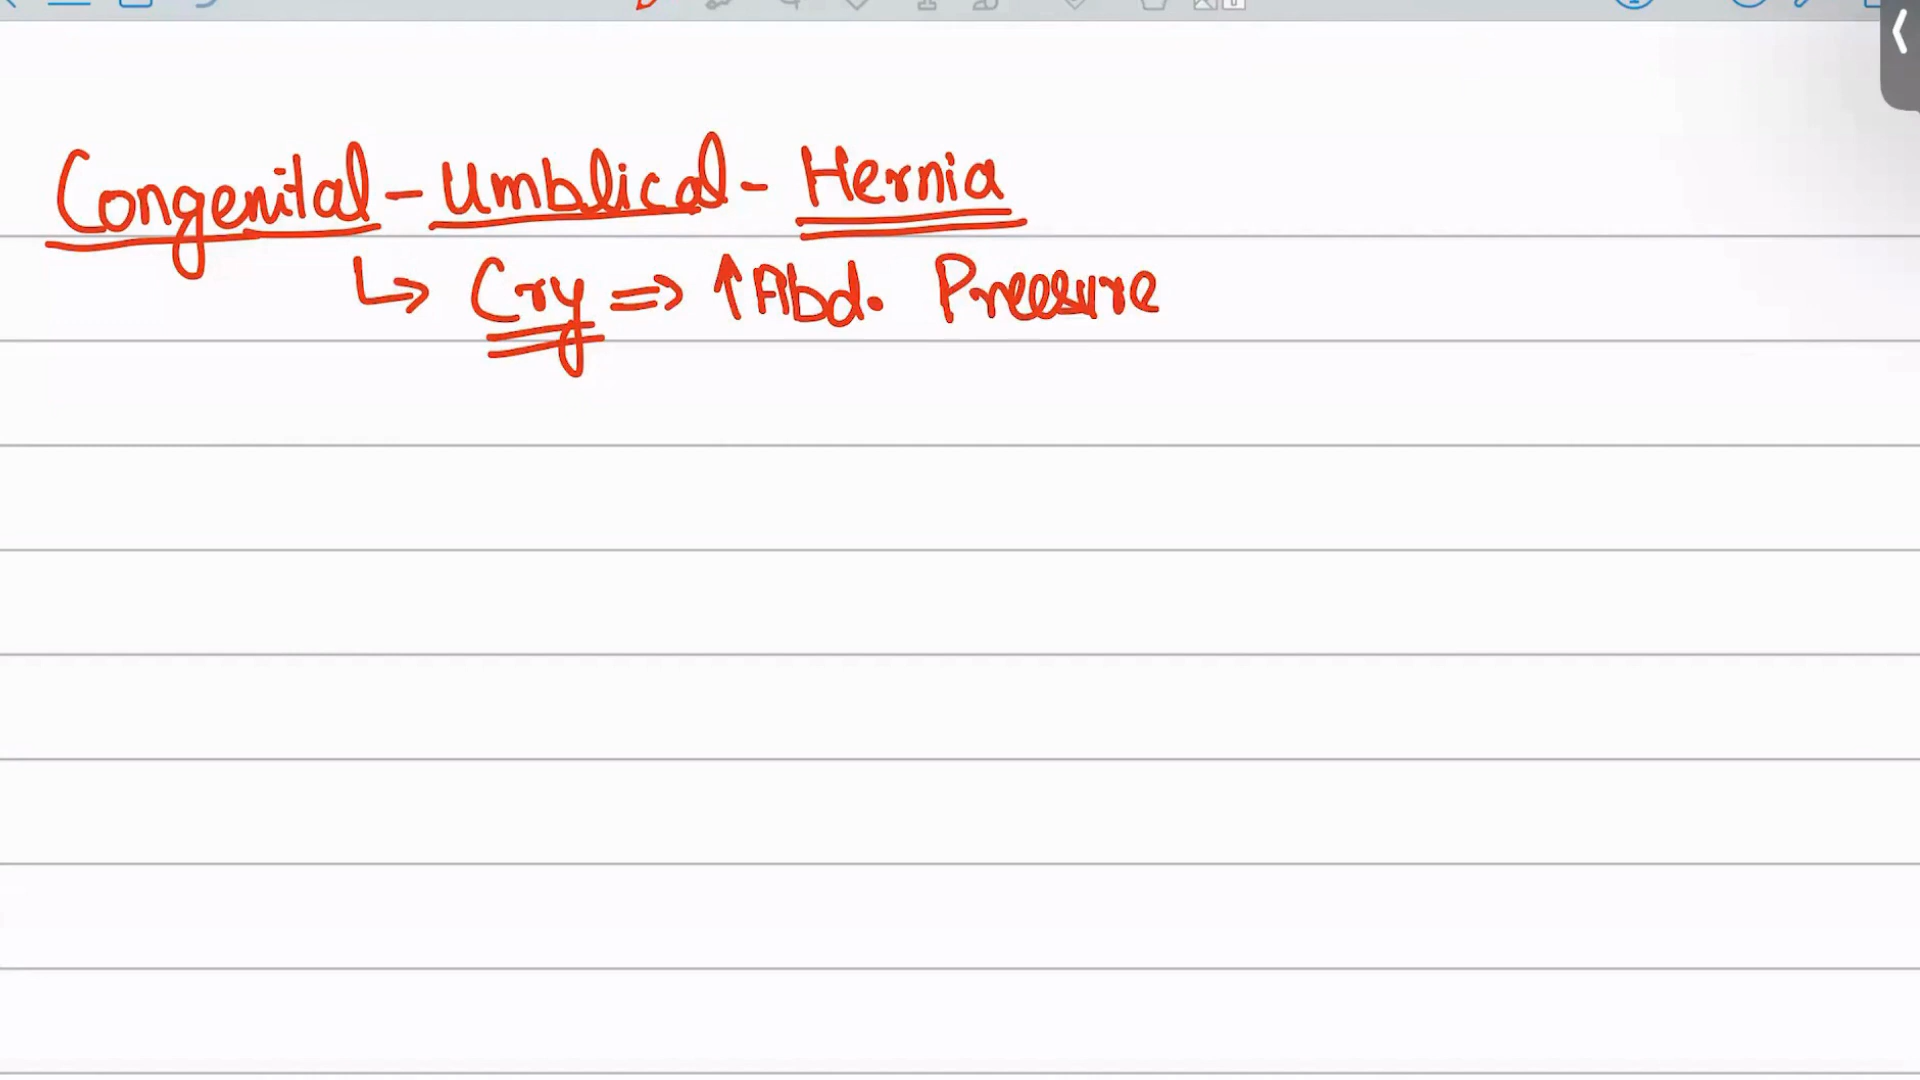 Congenital - Umblical - Hernia
↳ Cry ⇒ ↑Abd. Pressure